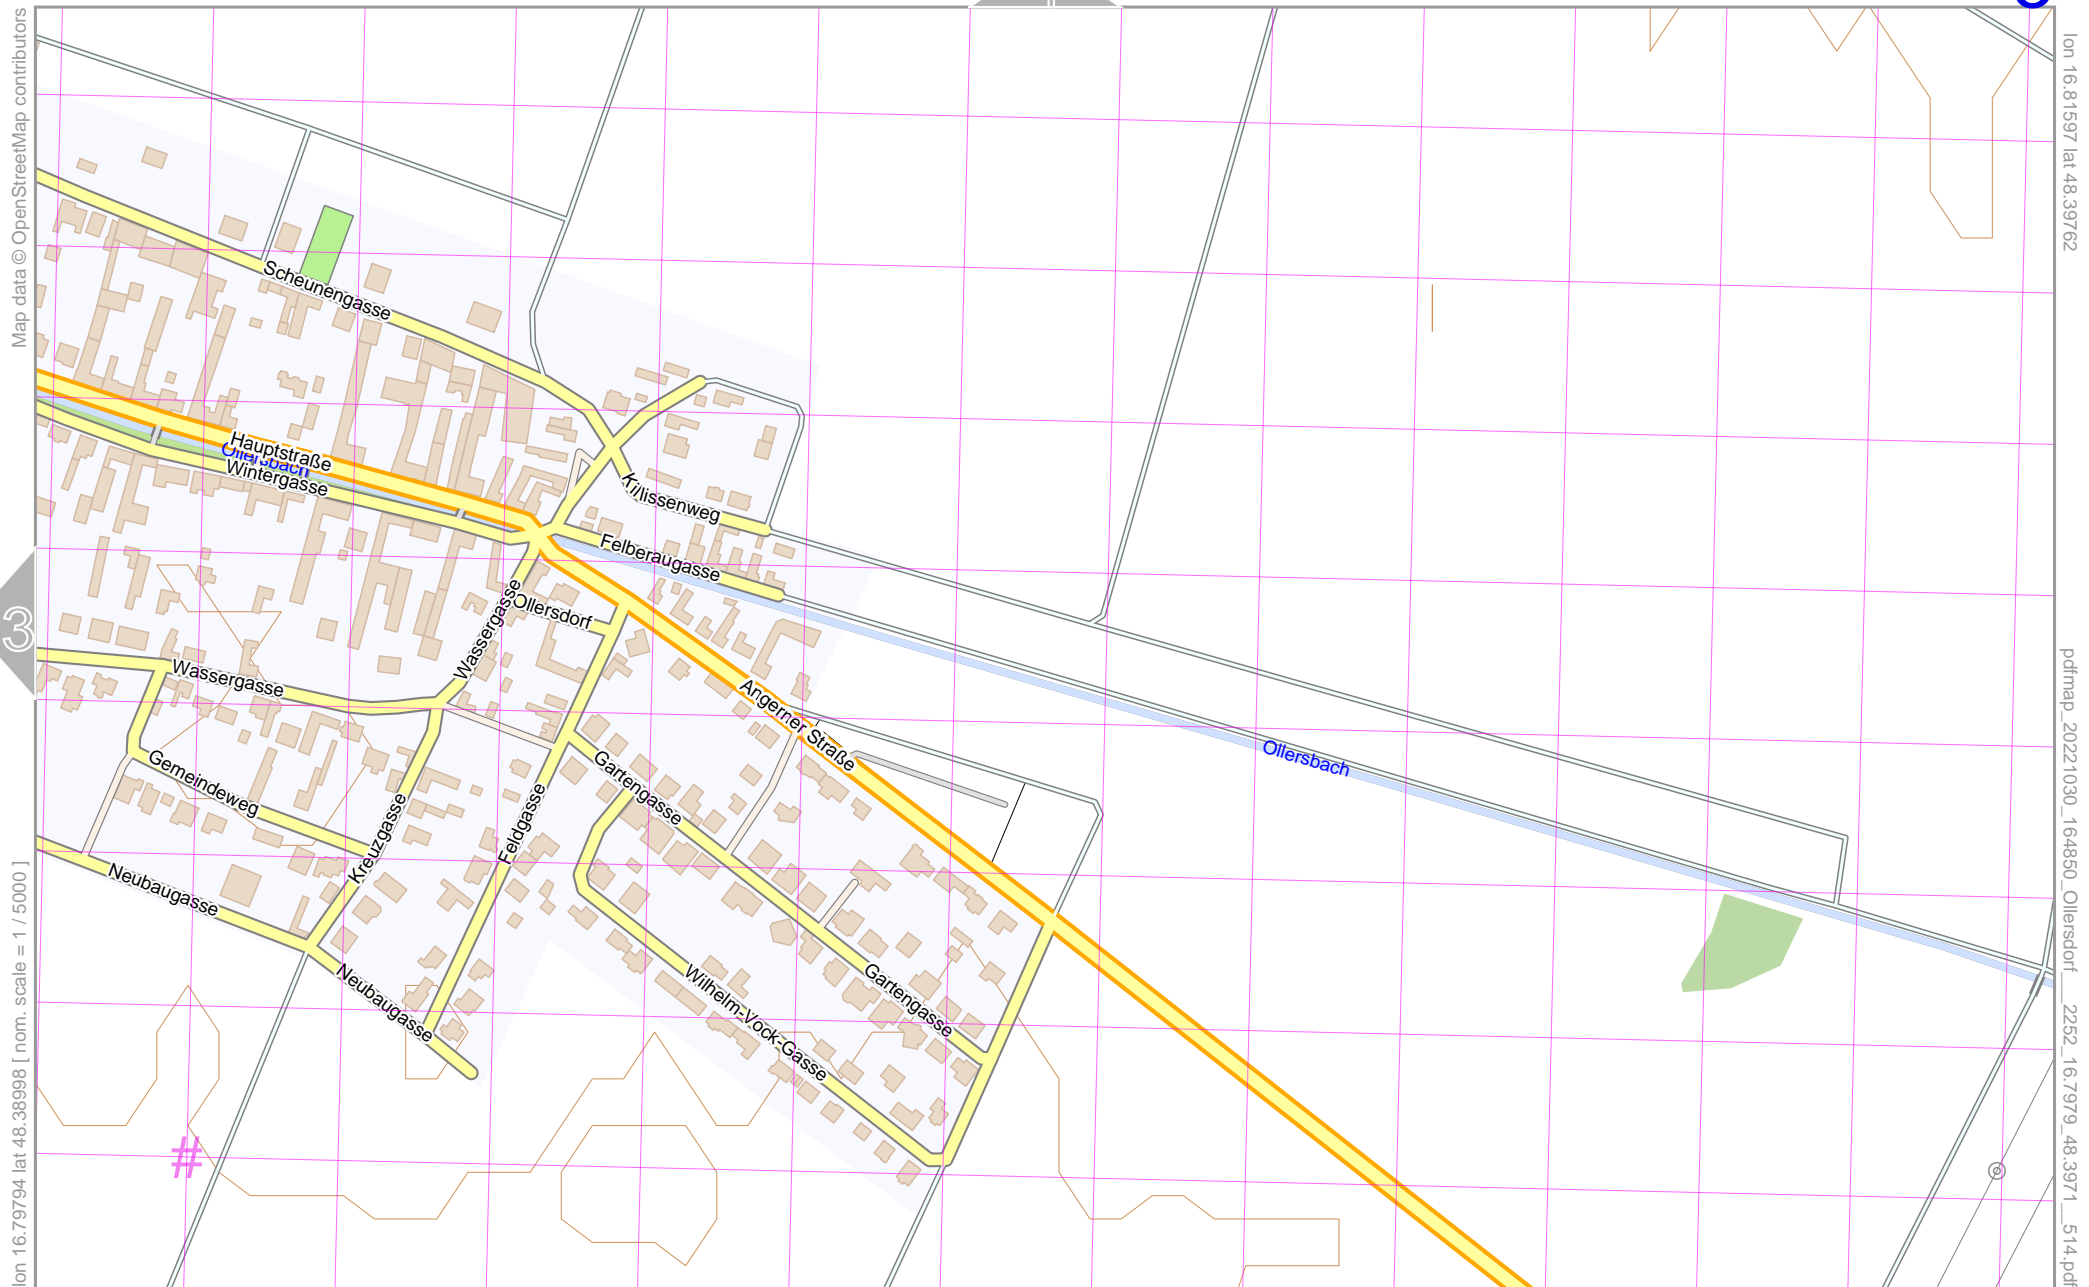 Map data © OpenStreetMap contributors
lon 16.81597 lat 48.39762
Scheunengasse
Hauptstraße
Ollersbach
Wintergasse
Killissenweg
Felberaugasse
Ollersdorf
Wassergasse
3
Wassergasse
Angerner Straße
Ollersbach
Gemeindeweg
Gartengasse
Kreuzgasse
Feldgasse
Neubaugasse
Neubaugasse
Wilhelm-Vock-Gasse
Gartengasse
#
lon 16.79794 lat 48.38998 [ nom. scale = 1 / 5000 ]
pdfmap_20221030_164850_Ollersdorf___2252_16.7979_48.3971__514.pdf